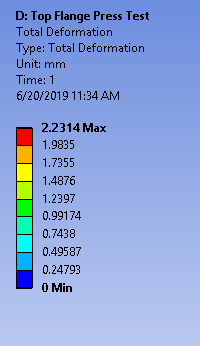 D: Top Flange Press Test
Total Deformation
Type: Total Deformation
Unit: mm
Time: 1
6/20/2019 11:34 AM
2.2314 Max
1.9835
1.7355
1.4876
1.2397
0.99174
0.7438
0.49587
0.24793
0 Min